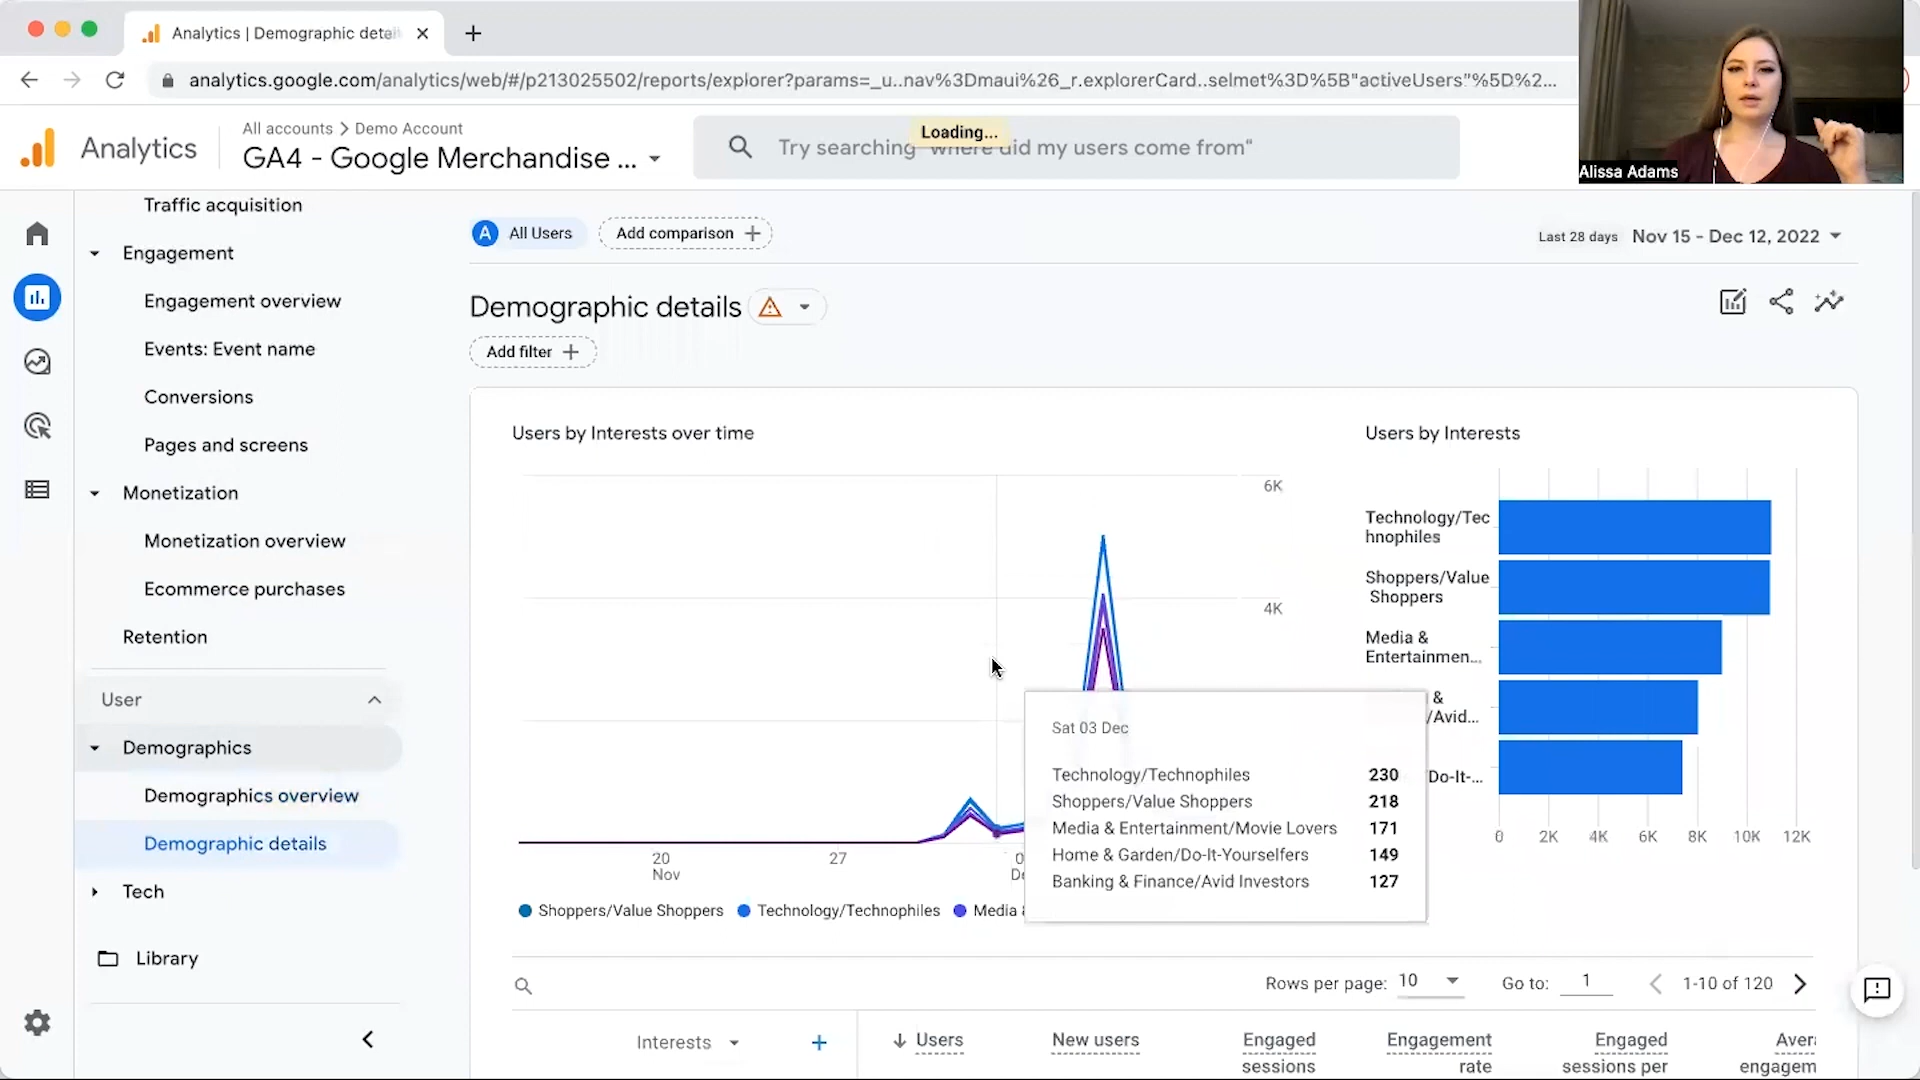 Analytics | Demographic detai
analytics.google.com/analytics/web/#/p213025502/reports/explorer?params=_u..nav%3Dmaui%26_r.explorerCard..selmet%3D%5B"activeUsers"%5D%2...
Alissa Adams
Analytics
All accounts > Demo Account
GA4 - Google Merchandise ...
Try searching "where did my users come from"
Loading...
Traffic acquisition
Engagement
Engagement overview
Events: Event name
Conversions
Pages and screens
Monetization
Monetization overview
Ecommerce purchases
Retention
User
Demographics
Demographics overview
Demographic details
Tech
Library
A All Users
Add comparison +
Last 28 days Nov 15 - Dec 12, 2022
Demographic details
Add filter +
Users by Interests over time
6K
4K
20
Nov
27
0
De
Shoppers/Value Shoppers
Technology/Technophiles
Media &
Sat 03 Dec
Technology/Technophiles 230
Shoppers/Value Shoppers 218
Media & Entertainment/Movie Lovers 171
Home & Garden/Do-It-Yourselfers 149
Banking & Finance/Avid Investors 127
Users by Interests
Technology/Tec
hnophiles
Shoppers/Value
Shoppers
Media &
Entertainmen...
&
/Avid...
Do-It-...
0 2K 4K 6K 8K 10K 12K
Rows per page: 10
Go to: 1
1-10 of 120
Interests
Users
New users
Engaged
sessions
Engagement
rate
Engaged
sessions per
Aver
engagem